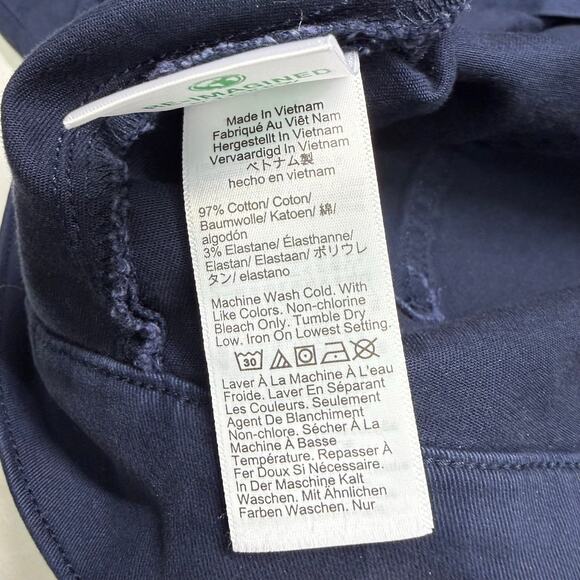 RE-IMAGINED
Made In Vietnam
Fabriqué Au Viêt Nam
Hergestellt In Vietnam
Vervaardigd In Vietnam
ベトナム製
hecho en vietnam
97% Cotton/ Coton/
Baumwolle/ Katoen/ 綿/
algodón
3% Elastane/ Élasthanne/
Elastan/ Elastaan/ ポリウレ
タン/ elastano
Machine Wash Cold. With
Like Colors. Non-chlorine
Bleach Only. Tumble Dry
Low. Iron On Lowest Setting.
30
Laver À La Machine À L'eau
Froide. Laver En Séparant
Les Couleurs. Seulement
Agent De Blanchiment
Non-chlore. Sécher À La
Machine À Basse
Température. Repasser À
Fer Doux Si Nécessaire.
In Der Maschine Kalt
Waschen. Mit Ähnlichen
Farben Waschen. Nur